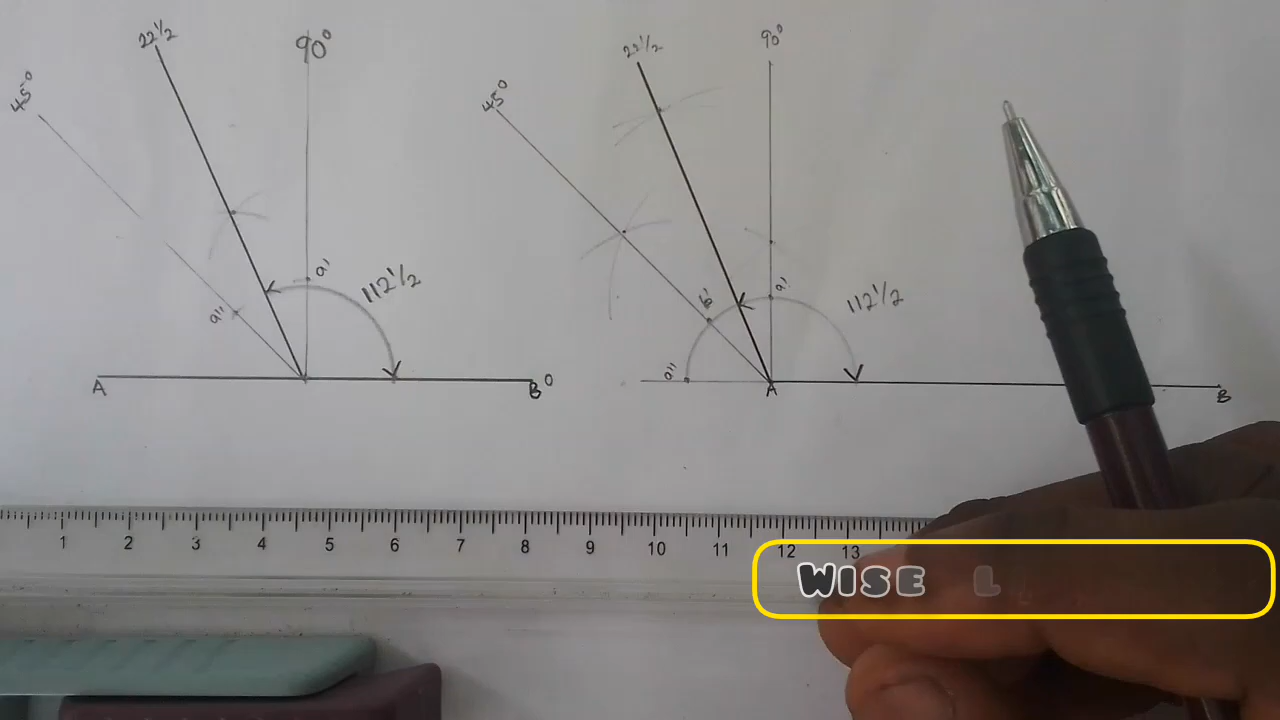 22½
90°
45°
a'
112½
a"
A
B°
22½
90°
45°
b'
a'
112½
a"
A
B
1 2 3 4 5 6 7 8 9 10 11 12 13
WISE L